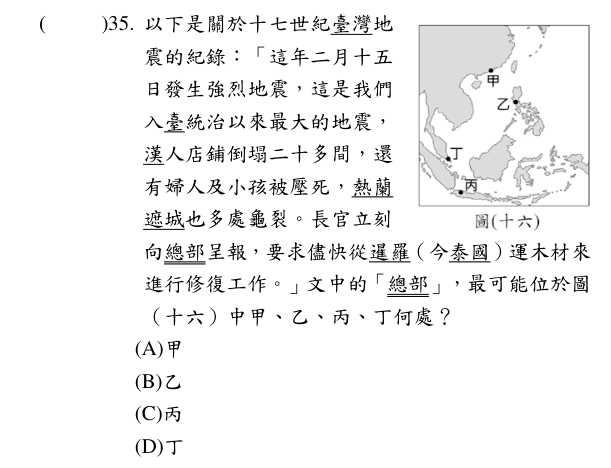 (　　)35. 以下是關於十七世紀臺灣地
震的紀錄：「這年二月十五
日發生強烈地震，這是我們
入臺統治以來最大的地震，
漢人店鋪倒塌二十多間，還
有婦人及小孩被壓死，熱蘭
遮城也多處龜裂。長官立刻
向總部呈報，要求儘快從暹羅（今泰國）運木材來
進行修復工作。」文中的「總部」，最可能位於圖
（十六）中甲、乙、丙、丁何處？
(A)甲
(B)乙
(C)丙
(D)丁
甲
乙
丁
丙
圖(十六)